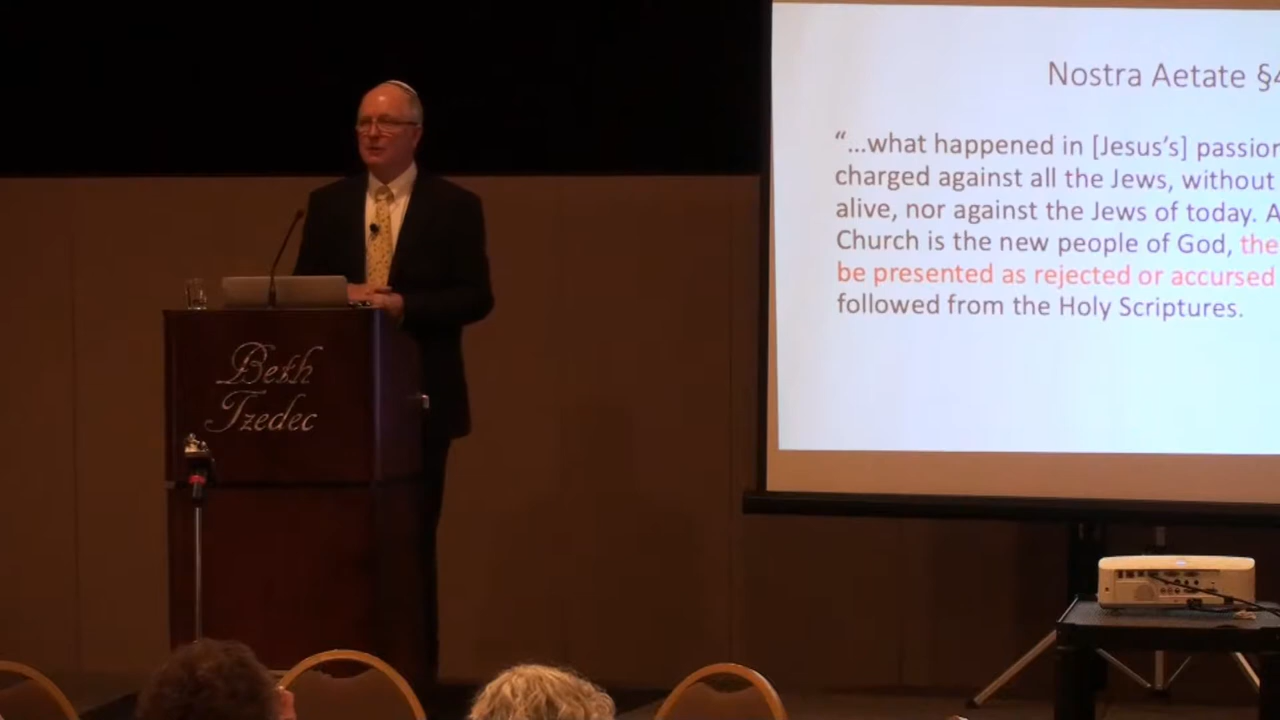 Beth
Tzedec
Nostra Aetate §4
“...what happened in [Jesus’s] passion
charged against all the Jews, without
alive, nor against the Jews of today.
Church is the new people of God, the
be presented as rejected or accursed
followed from the Holy Scriptures.